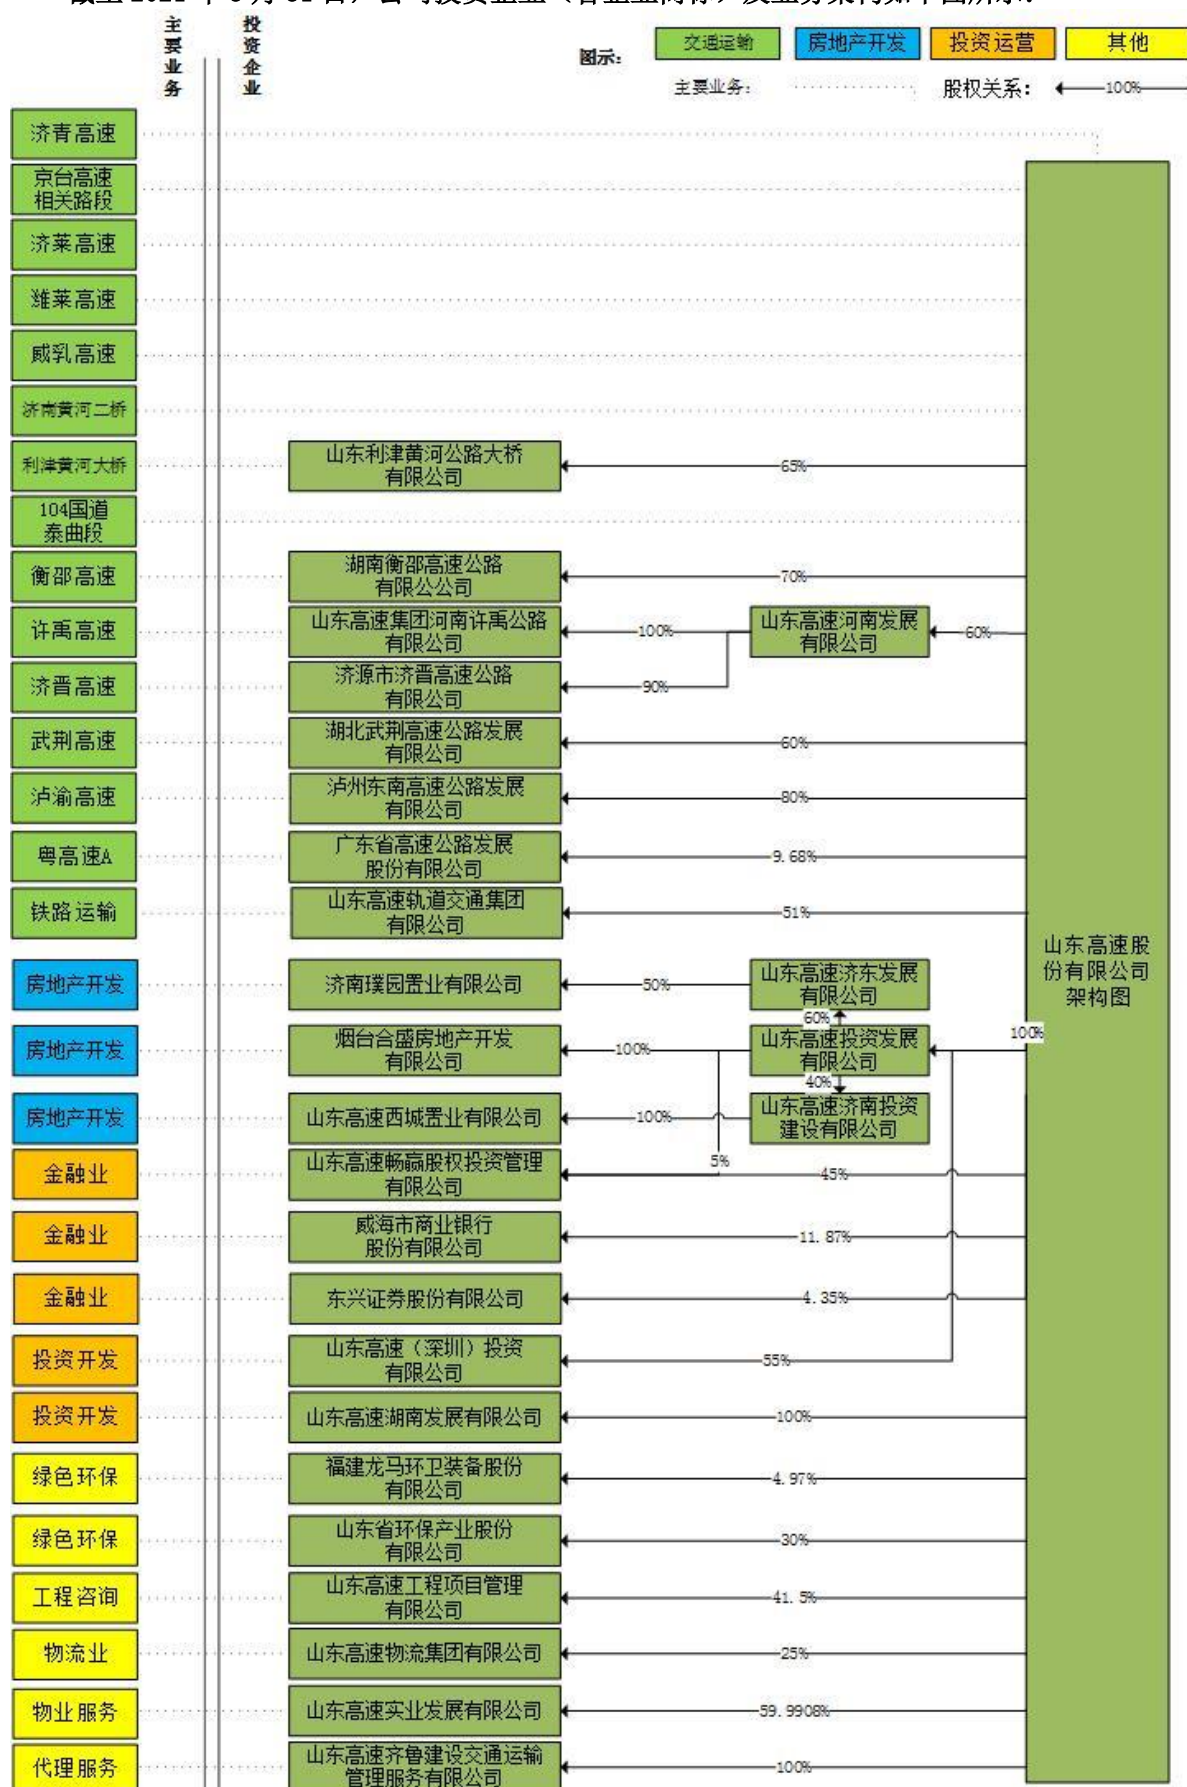 主要业务
投资企业
图示:
交通运输
房地产开发
投资运营
其他
主要业务:
股权关系:
100%
济青高速
京台高速
相关路段
济莱高速
潍莱高速
威乳高速
济南黄河二桥
利津黄河大桥
山东利津黄河公路大桥
有限公司
65%
104国道
泰曲段
衡邵高速
湖南衡邵高速公路
有限公公司
70%
许禹高速
山东高速集团河南许禹公路
有限公司
100%
山东高速河南发展
有限公司
60%
济晋高速
济源市济晋高速公路
有限公司
90%
武荆高速
湖北武荆高速公路发展
有限公司
60%
泸渝高速
泸州东南高速公路发展
有限公司
80%
粤高速A
广东省高速公路发展
股份有限公司
9.68%
铁路运输
山东高速轨道交通集团
有限公司
51%
山东高速股
份有限公司
架构图
房地产开发
济南璞园置业有限公司
50%
山东高速济东发展
有限公司
60%
房地产开发
烟台合盛房地产开发
有限公司
100%
山东高速投资发展
有限公司
100%
40%
房地产开发
山东高速西城置业有限公司
100%
山东高速济南投资
建设有限公司
金融业
山东高速畅赢股权投资管理
有限公司
5%
45%
金融业
威海市商业银行
股份有限公司
11.87%
金融业
东兴证券股份有限公司
4.35%
投资开发
山东高速（深圳）投资
有限公司
55%
投资开发
山东高速湖南发展有限公司
100%
绿色环保
福建龙马环卫装备股份
有限公司
4.97%
绿色环保
山东省环保产业股份
有限公司
30%
工程咨询
山东高速工程项目管理
有限公司
41.5%
物流业
山东高速物流集团有限公司
25%
物业服务
山东高速实业发展有限公司
59.9908%
代理服务
山东高速齐鲁建设交通运输
管理服务有限公司
100%